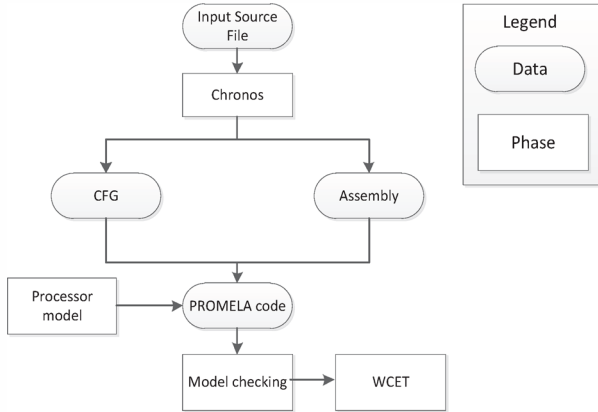 Input Source
File
Chronos
CFG
Assembly
Processor
model
PROMELA code
Model checking
WCET
Legend
Data
Phase